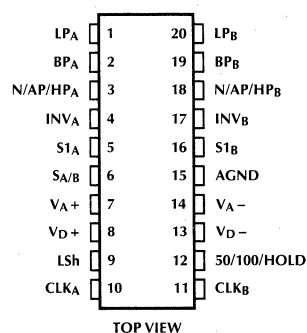 LPA 1 20 LPB
BPA 2 19 BPB
N/AP/HPA 3 18 N/AP/HPB
INVA 4 17 INVB
S1A 5 16 S1B
SA/B 6 15 AGND
VA+ 7 14 VA−
VD+ 8 13 VD−
LSh 9 12 50/100/HOLD
CLKA 10 11 CLKB
TOP VIEW